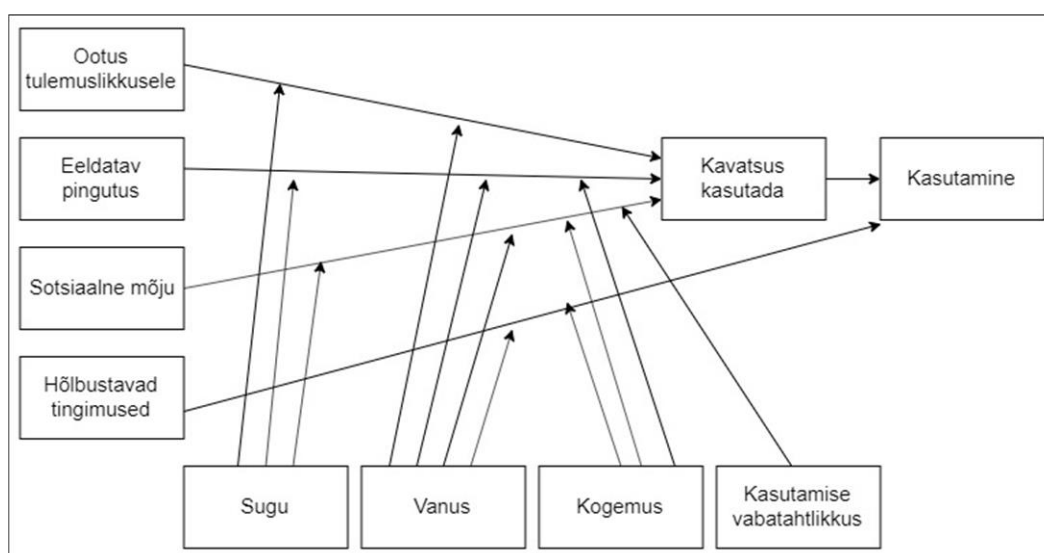 Ootus
tulemuslikkusele
Eeldatav
pingutus
Kavatsus
kasutada
Kasutamine
Sotsiaalne mõju
Hõlbustavad
tingimused
Sugu
Vanus
Kogemus
Kasutamise
vabatahtlikkus